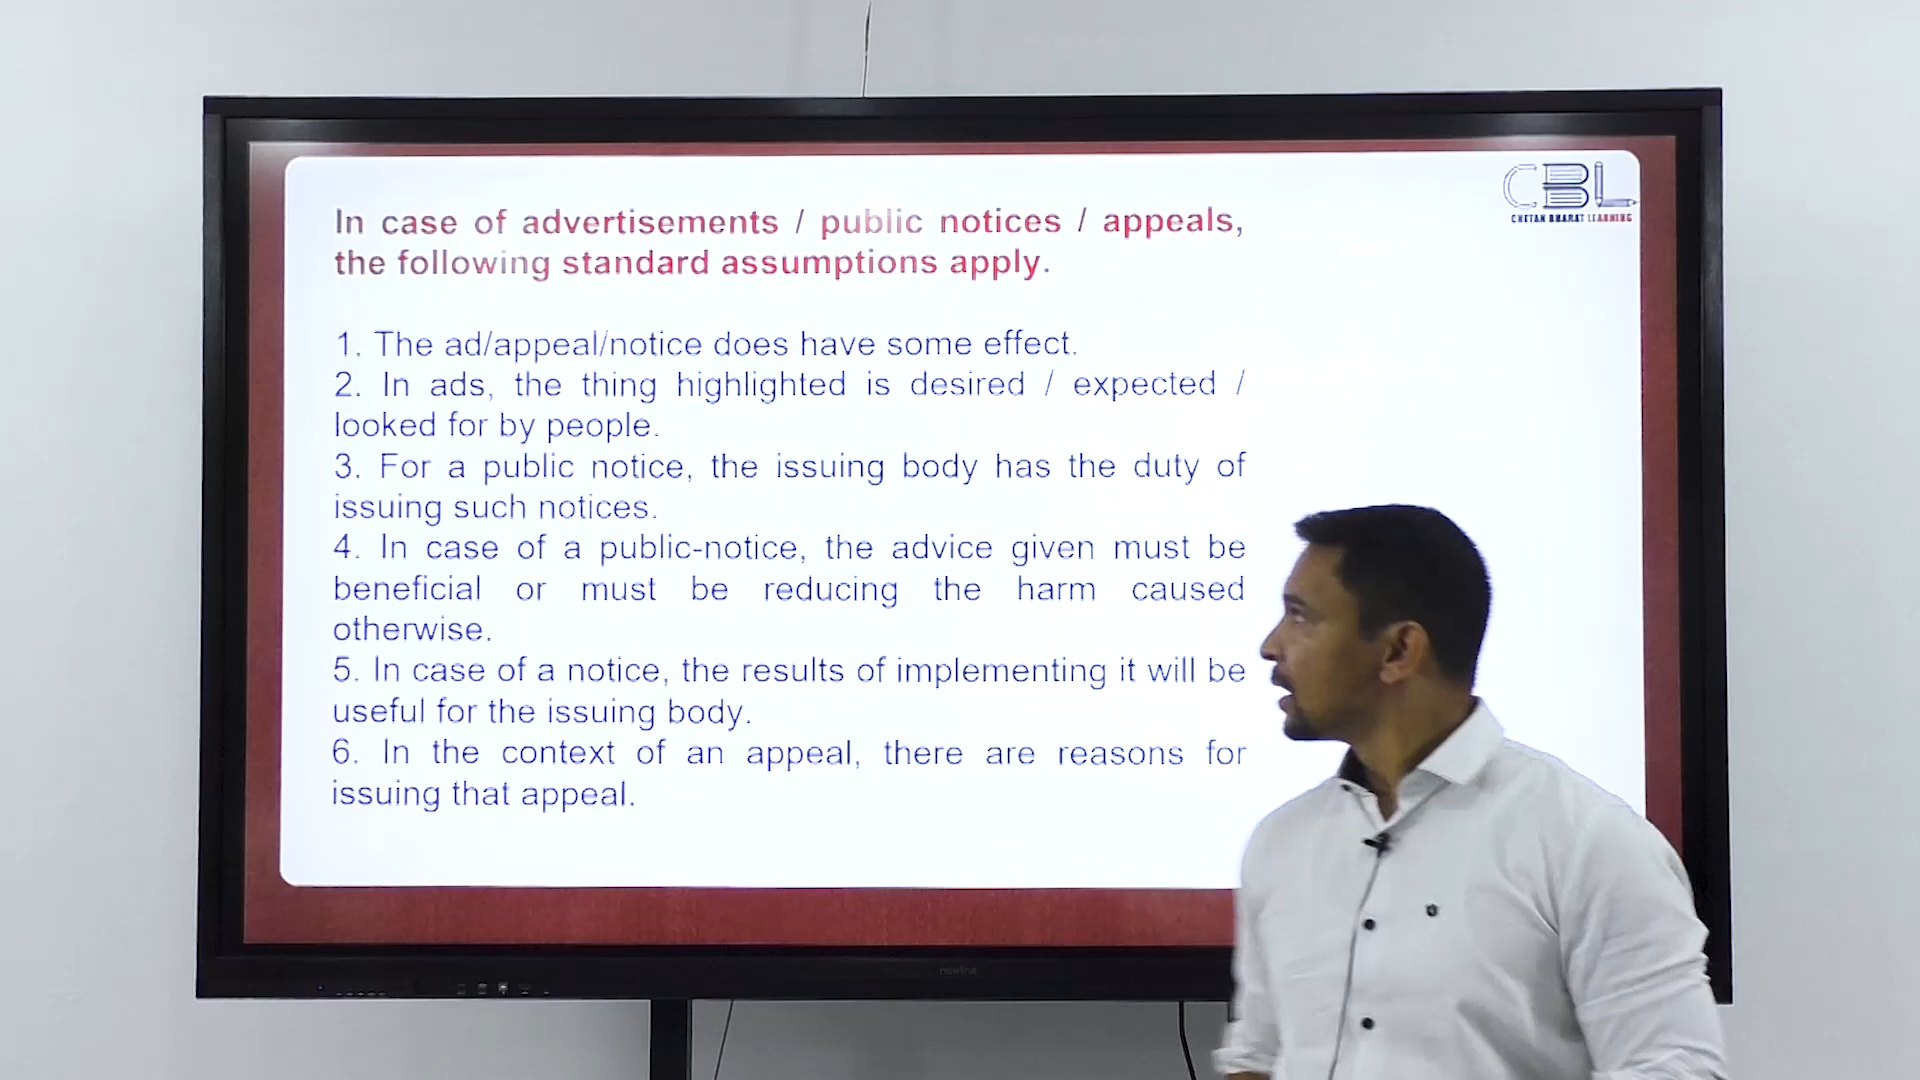 CBL
CHETAN BHARAT LEARNING
In case of advertisements / public notices / appeals,
the following standard assumptions apply.
1. The ad/appeal/notice does have some effect.
2. In ads, the thing highlighted is desired / expected /
looked for by people.
3. For a public notice, the issuing body has the duty of
issuing such notices.
4. In case of a public-notice, the advice given must be
beneficial or must be reducing the harm caused
otherwise.
5. In case of a notice, the results of implementing it will be
useful for the issuing body.
6. In the context of an appeal, there are reasons for
issuing that appeal.
newline